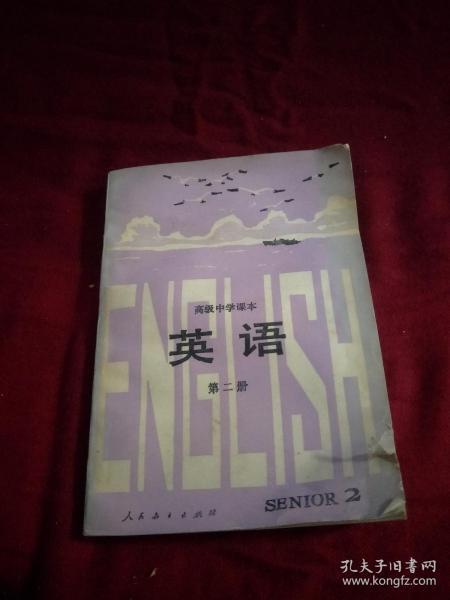 高级中学课本
英语
ENGLISH
第二册
SENIOR 2
人民教育出版社
孔夫子旧书网
www.kongfz.com